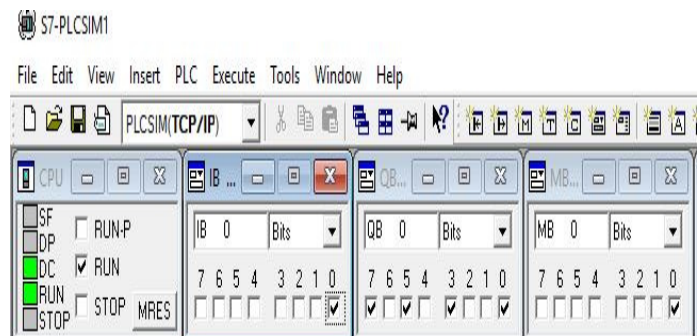 S7-PLCSIM1
File Edit View Insert PLC Execute Tools Window Help
PLCSIM(TCP/IP)
CPU IB ... QB... MB...
SF
DP
DC
RUN
STOP
RUN-P
RUN
STOP MRES
IB 0 Bits
7 6 5 4 3 2 1 0
QB 0 Bits
7 6 5 4 3 2 1 0
MB 0 Bits
7 6 5 4 3 2 1 0